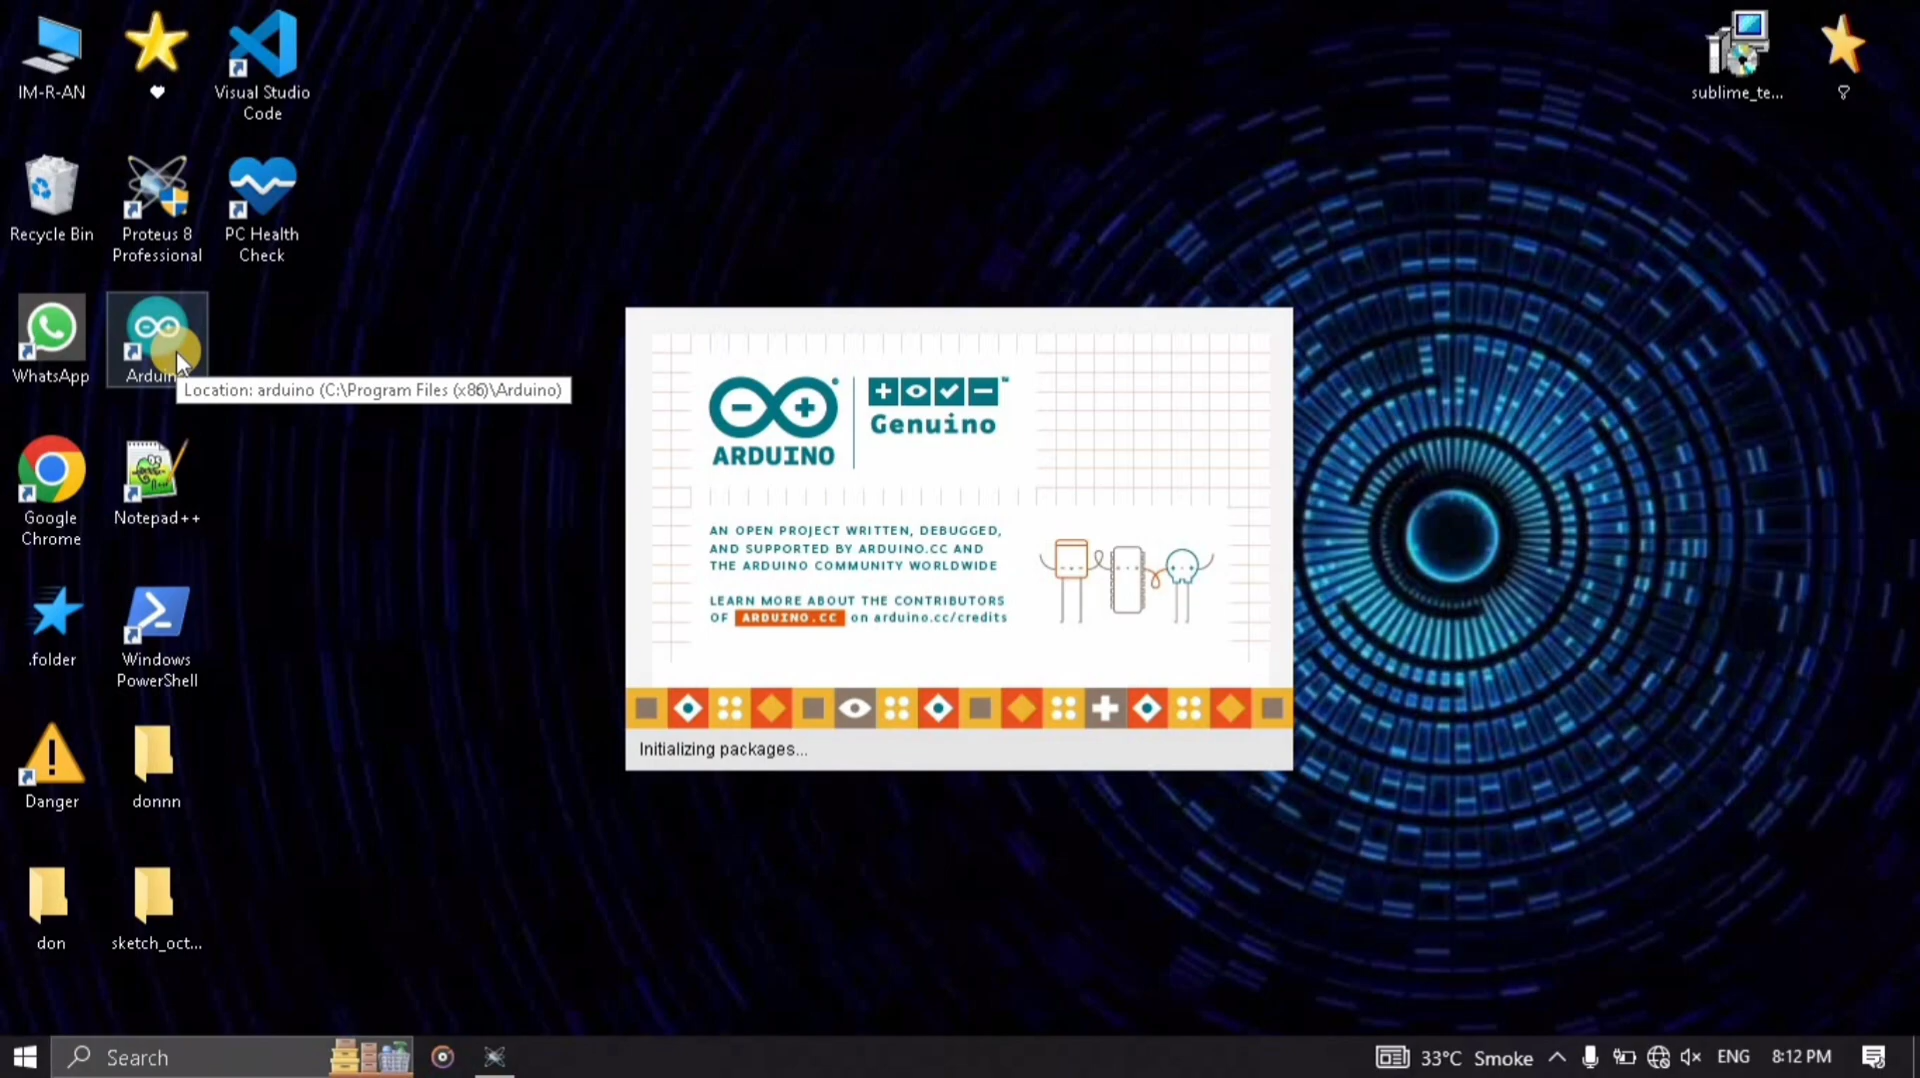 IM-R-AN
Visual Studio
Code
sublime_te...
Recycle Bin
Proteus 8
Professional
PC Health
Check
WhatsApp
Location: arduino (C:\Program Files (x86)\Arduino)
Google
Chrome
Notepad++
.folder
Windows
PowerShell
Danger
donnn
don
sketch_oct...
ARDUINO
Genuino
AN OPEN PROJECT WRITTEN, DEBUGGED,
AND SUPPORTED BY ARDUINO.CC AND
THE ARDUINO COMMUNITY WORLDWIDE
LEARN MORE ABOUT THE CONTRIBUTORS
OF ARDUINO.CC on arduino.cc/credits
Initializing packages...
Search
33°C Smoke
ENG
8:12 PM